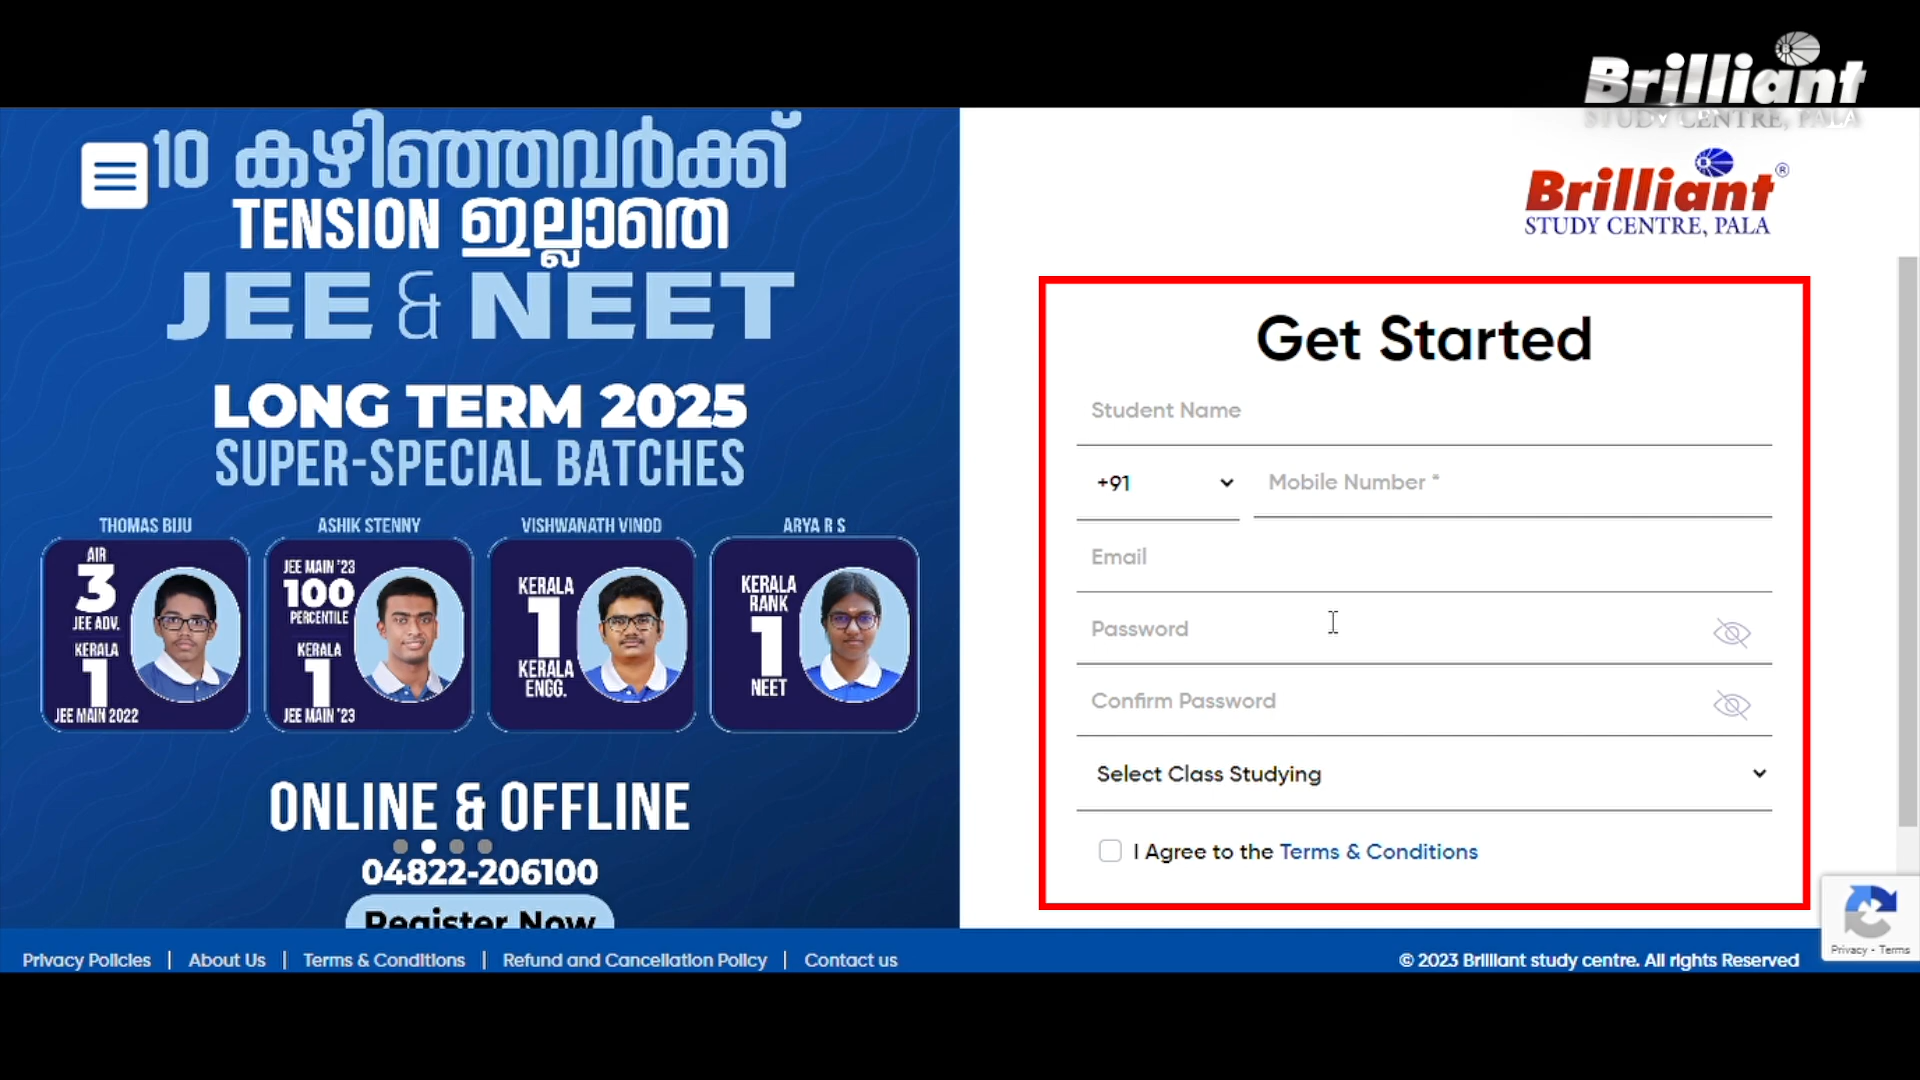 Brilliant
STUDY CENTRE, PALA
10 കഴിഞ്ഞവർക്ക്
TENSION ഇല്ലാതെ
JEE & NEET
LONG TERM 2025
SUPER-SPECIAL BATCHES
THOMAS BIJU
AIR
3
JEE ADV.
KERALA
1
JEE MAIN 2022
ASHIK STENNY
JEE MAIN '23
100
PERCENTILE
KERALA
1
JEE MAIN '23
VISHWANATH VINOD
KERALA
1
KERALA
ENGG.
ARYA R S
KERALA
RANK
1
NEET
ONLINE & OFFLINE
04822-206100
Register Now
Brilliant ®
STUDY CENTRE, PALA
Get Started
Student Name
+91 Mobile Number *
Email
Password
Confirm Password
Select Class Studying
I Agree to the Terms & Conditions
Privacy - Terms
Privacy Policies | About Us | Terms & Conditions | Refund and Cancellation Policy | Contact us
© 2023 Brilliant study centre. All rights Reserved